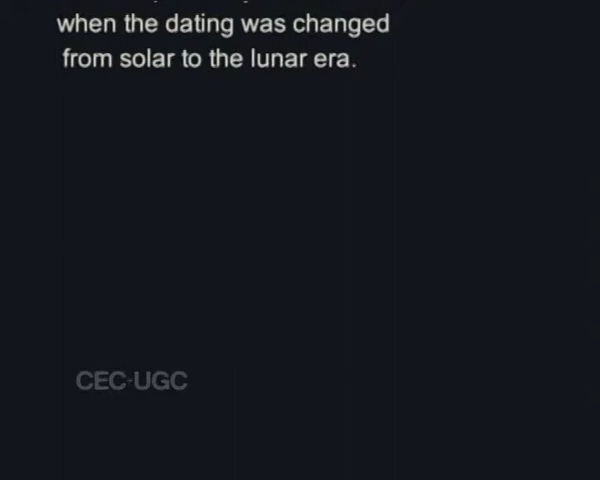 when the dating was changed
from solar to the lunar era.
CEC-UGC